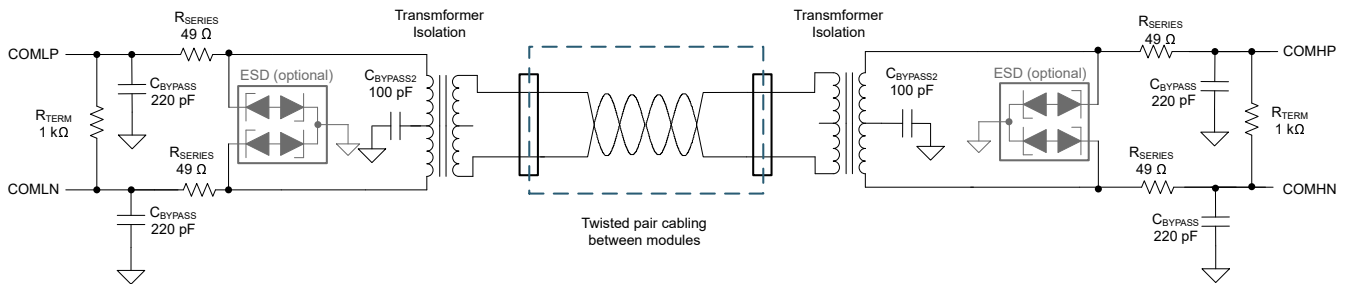 Transmformer
Isolation
Transmformer
Isolation
RSERIES
49 Ω
RSERIES
49 Ω
COMLP
COMHP
ESD (optional)
CBYPASS2
100 pF
CBYPASS2
100 pF
ESD (optional)
CBYPASS
220 pF
CBYPASS
220 pF
RTERM
1 kΩ
RTERM
1 kΩ
RSERIES
49 Ω
RSERIES
49 Ω
COMLN
COMHN
CBYPASS
220 pF
Twisted pair cabling
between modules
CBYPASS
220 pF